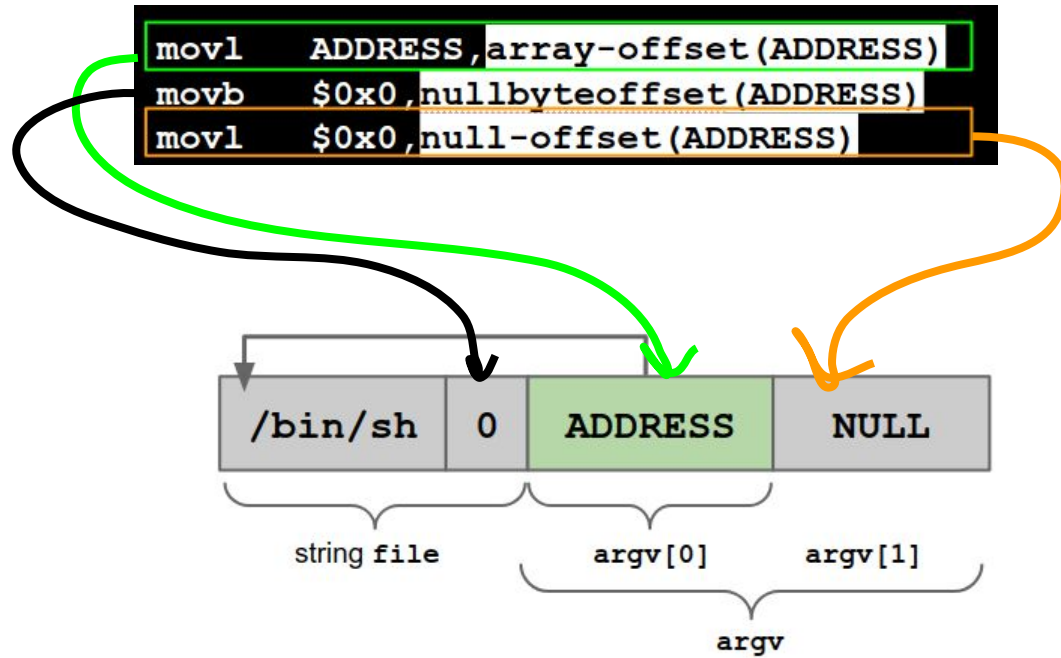 movl ADDRESS,array-offset(ADDRESS)
movb $0x0,nullbyteoffset(ADDRESS)
movl $0x0,null-offset(ADDRESS)
/bin/sh 0 ADDRESS NULL
string file argv[0] argv[1]
argv